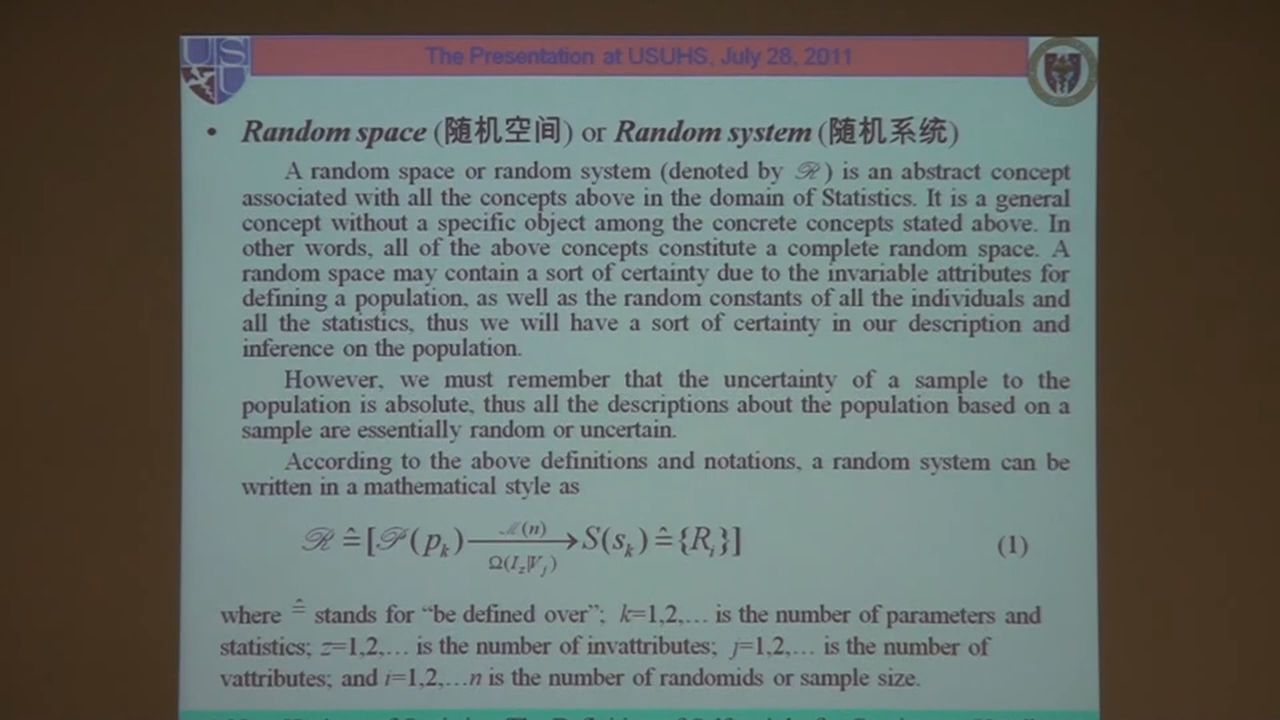 The Presentation at USUHS, July 28, 2011
USU
• Random space (随机空间) or Random system (随机系统)
A random space or random system (denoted by ℛ) is an abstract concept
associated with all the concepts above in the domain of Statistics. It is a general
concept without a specific object among the concrete concepts stated above. In
other words, all of the above concepts constitute a complete random space. A
random space may contain a sort of certainty due to the invariable attributes for
defining a population, as well as the random constants of all the individuals and
all the statistics, thus we will have a sort of certainty in our description and
inference on the population.
However, we must remember that the uncertainty of a sample to the
population is absolute, thus all the descriptions about the population based on a
sample are essentially random or uncertain.
According to the above definitions and notations, a random system can be
written in a mathematical style as
ℛ ≙ [𝒫(pₖ) —ℳ(n)/Ω(I_z|V_j)→ S(sₖ) ≙ {Rᵢ}] (1)
where ≙ stands for “be defined over”; k=1,2,… is the number of parameters and
statistics; z=1,2,… is the number of invattributes; j=1,2,… is the number of
vattributes; and i=1,2,…n is the number of randomids or sample size.